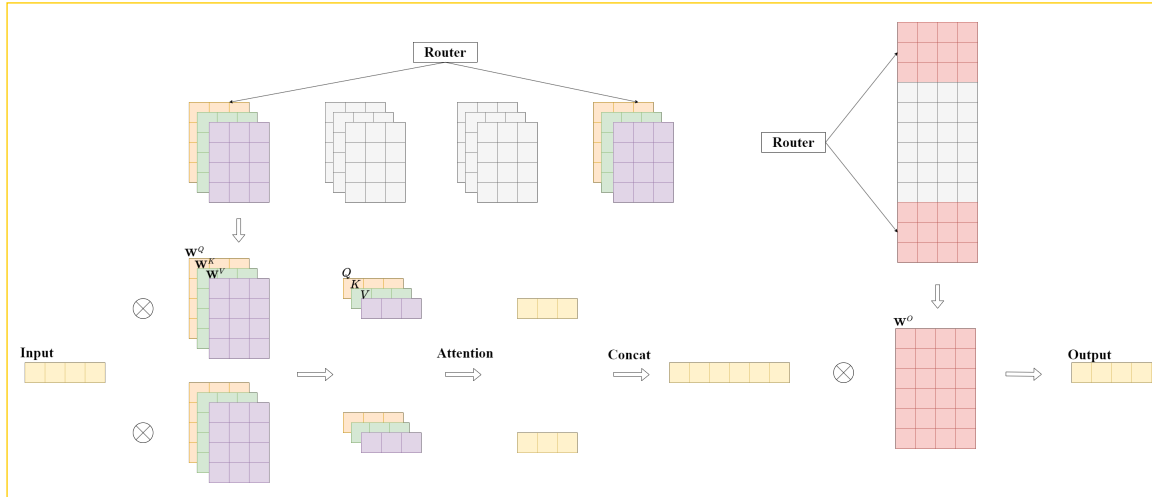 Router
Router
W^Q
W^K
W^V
Q
K
V
W^O
Input
Attention
Concat
Output